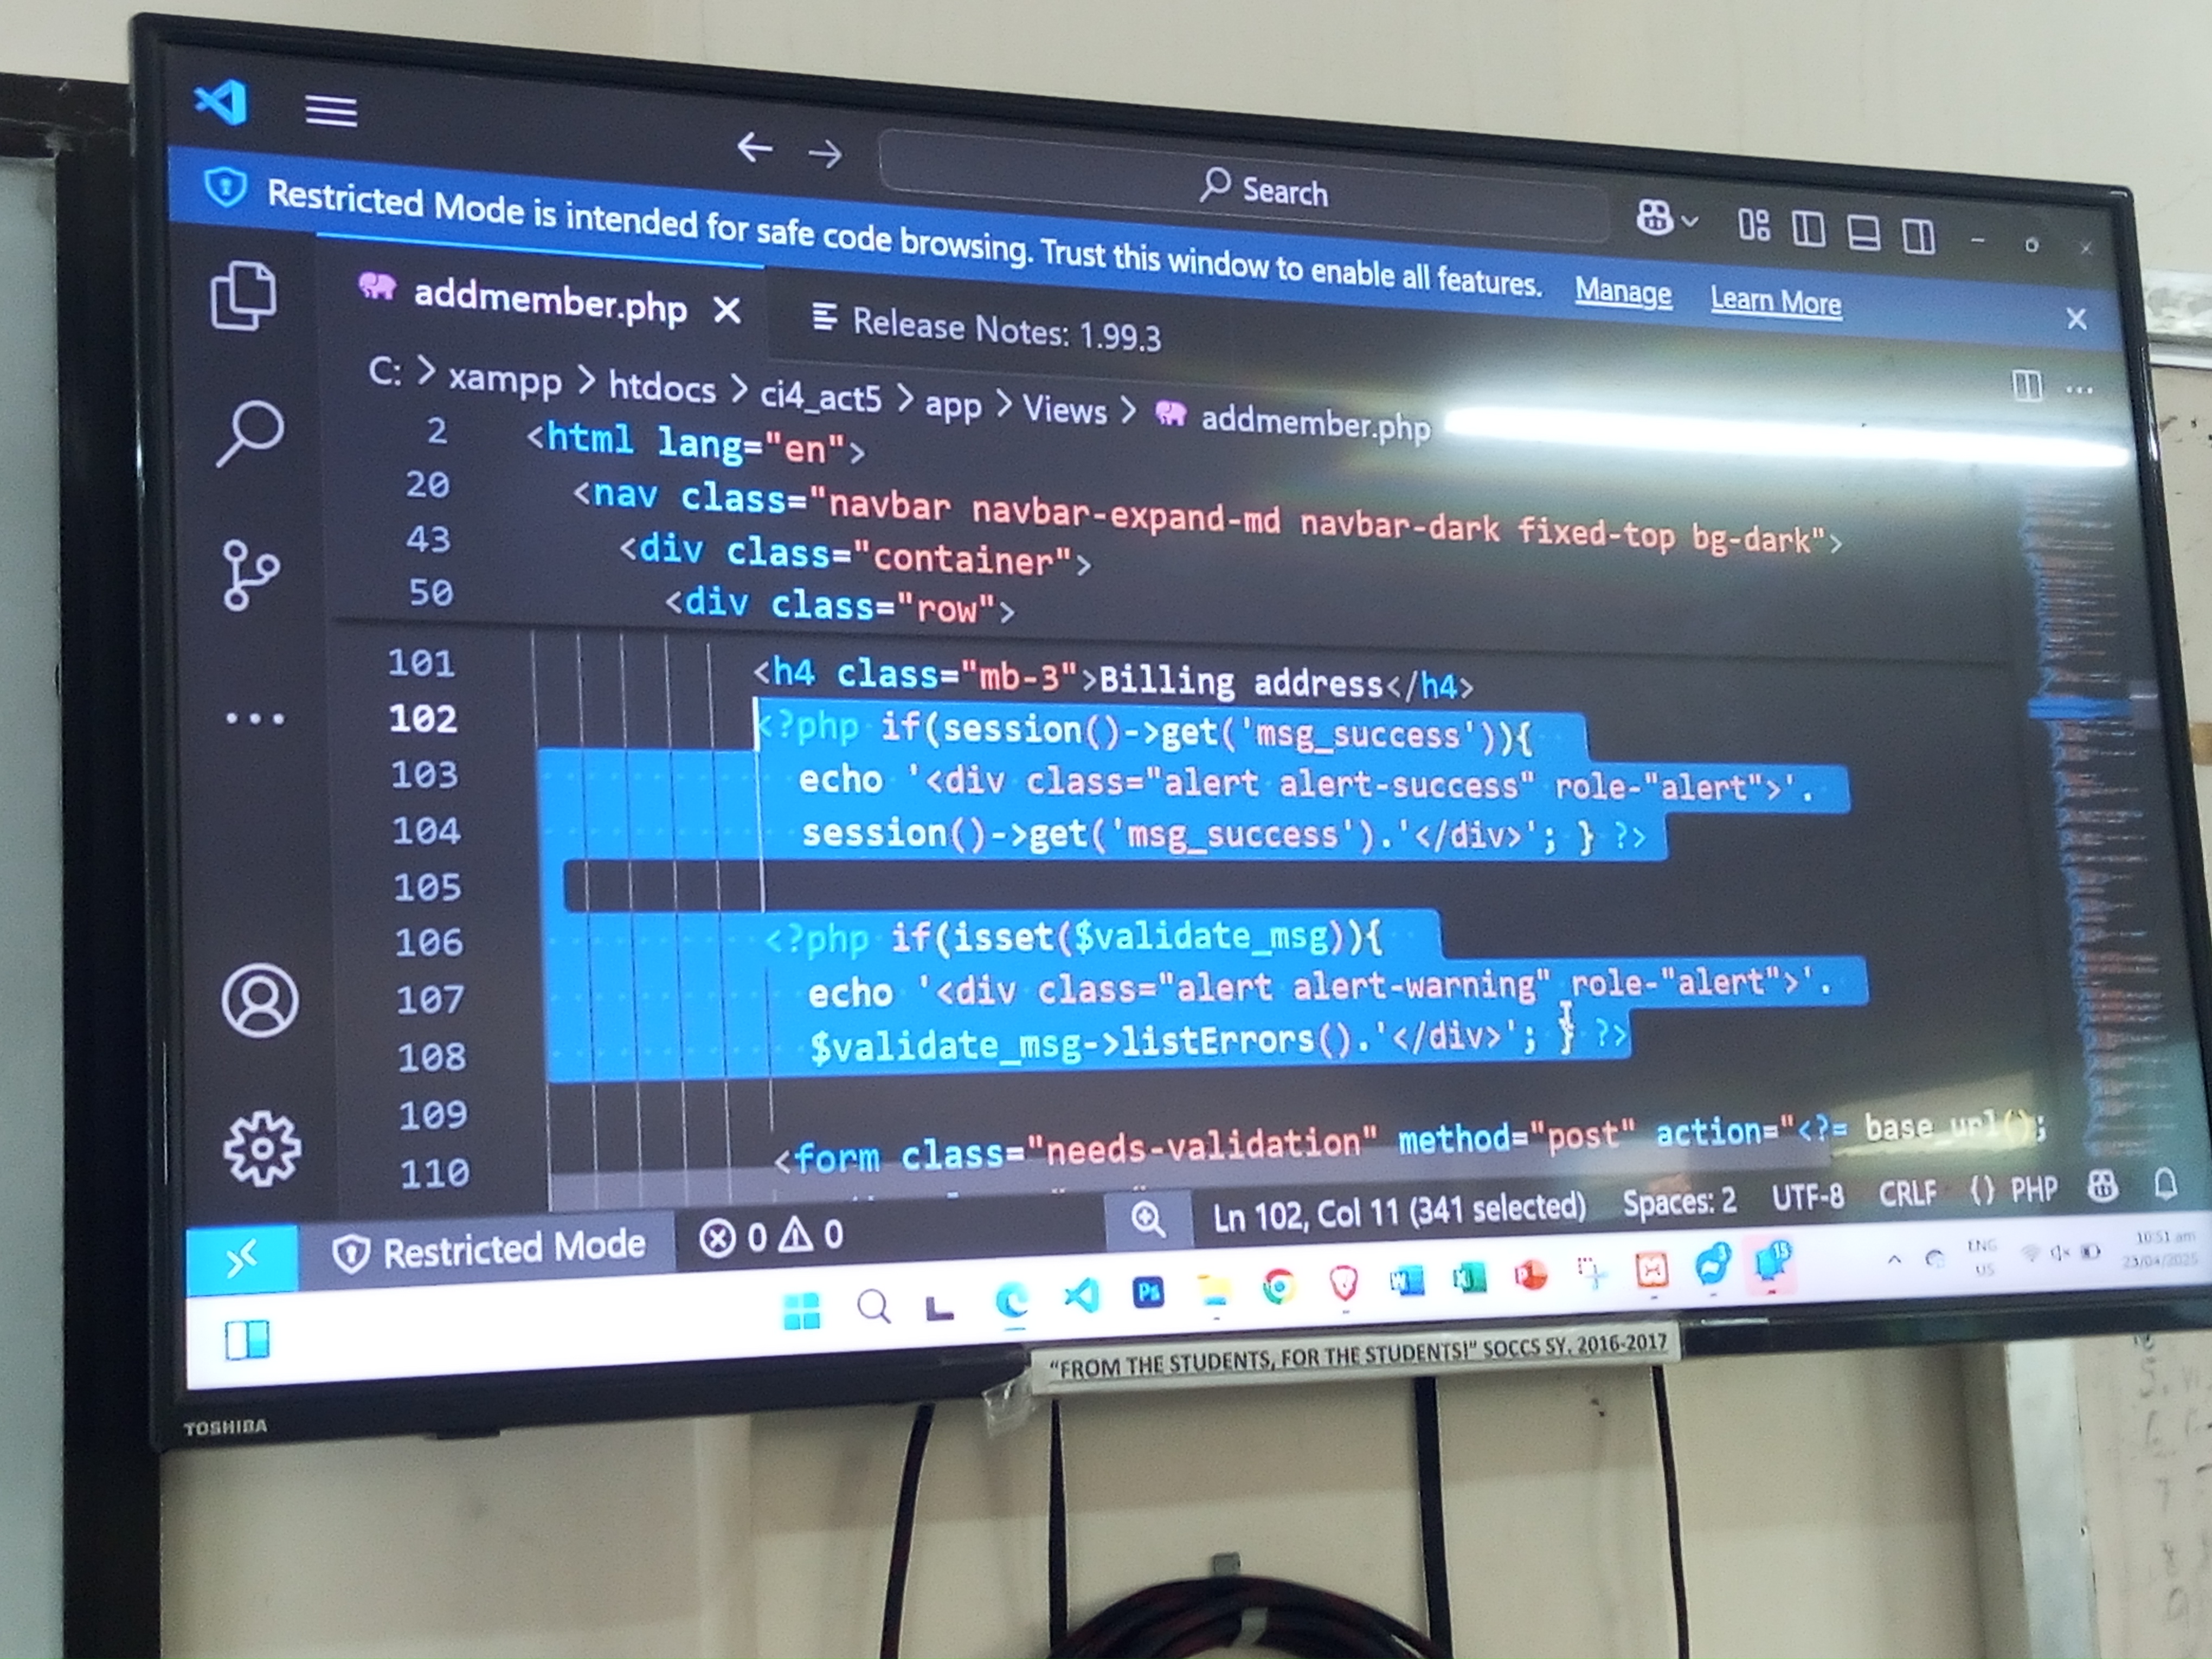 Search
Restricted Mode is intended for safe code browsing. Trust this window to enable all features. Manage Learn More
addmember.php Release Notes: 1.99.3
C: > xampp > htdocs > ci4_act5 > app > Views > addmember.php
2 <html lang="en">
20 <nav class="navbar navbar-expand-md navbar-dark fixed-top bg-dark">
43 <div class="container">
50 <div class="row">
101 <h4 class="mb-3">Billing address</h4>
102 <?php if(session()->get('msg_success')){
103 echo '<div class="alert alert-success" role-"alert">'.
104 session()->get('msg_success').'</div>'; } ?>
105
106 <?php if(isset($validate_msg)){
107 echo '<div class="alert alert-warning" role-"alert">'.
108 $validate_msg->listErrors().'</div>'; } ?>
109
110 <form class="needs-validation" method="post" action="<?= base_url();
Restricted Mode 0 0 Ln 102, Col 11 (341 selected) Spaces: 2 UTF-8 CRLF {} PHP
Ps 3 15 ENG US 10:51 am 23/04/2025
"FROM THE STUDENTS, FOR THE STUDENTS!" SOCCS SY. 2016-2017
TOSHIBA